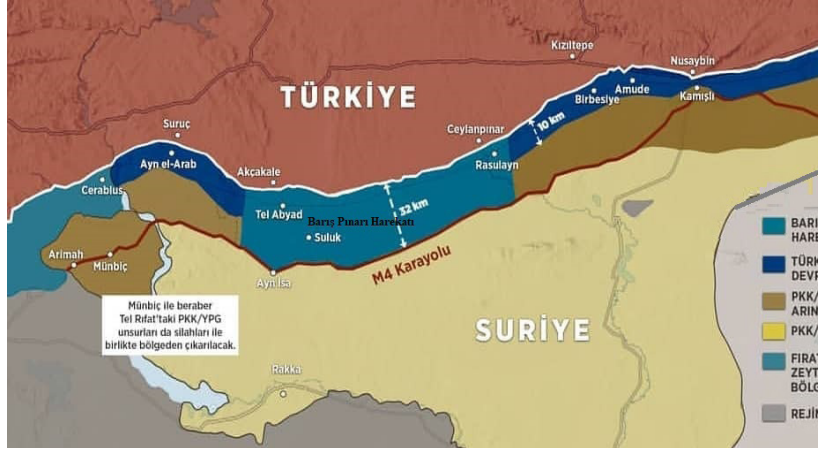 Kızıltepe
Nusaybin
TÜRKİYE
Amude
Birbesiye
Kamışlı
Suruç
Ceylanpınar
10 km
Ayn el-Arab
Akçakale
Rasulayn
Cerablus
Tel Abyad
32 km
Barış Pınarı Harekatı
Suluk
Arimah
Münbiç
M4 Karayolu
Ayn İsa
Münbiç ile beraber
Tel Rıfat'taki PKK/YPG
unsurları da silahları ile
birlikte bölgeden çıkarılacak.
SURİYE
Rakka
BARI
HARE
TÜRK
DEVR
PKK/
ARIN
PKK/
FIRA
ZEYT
BÖLG
REJİM